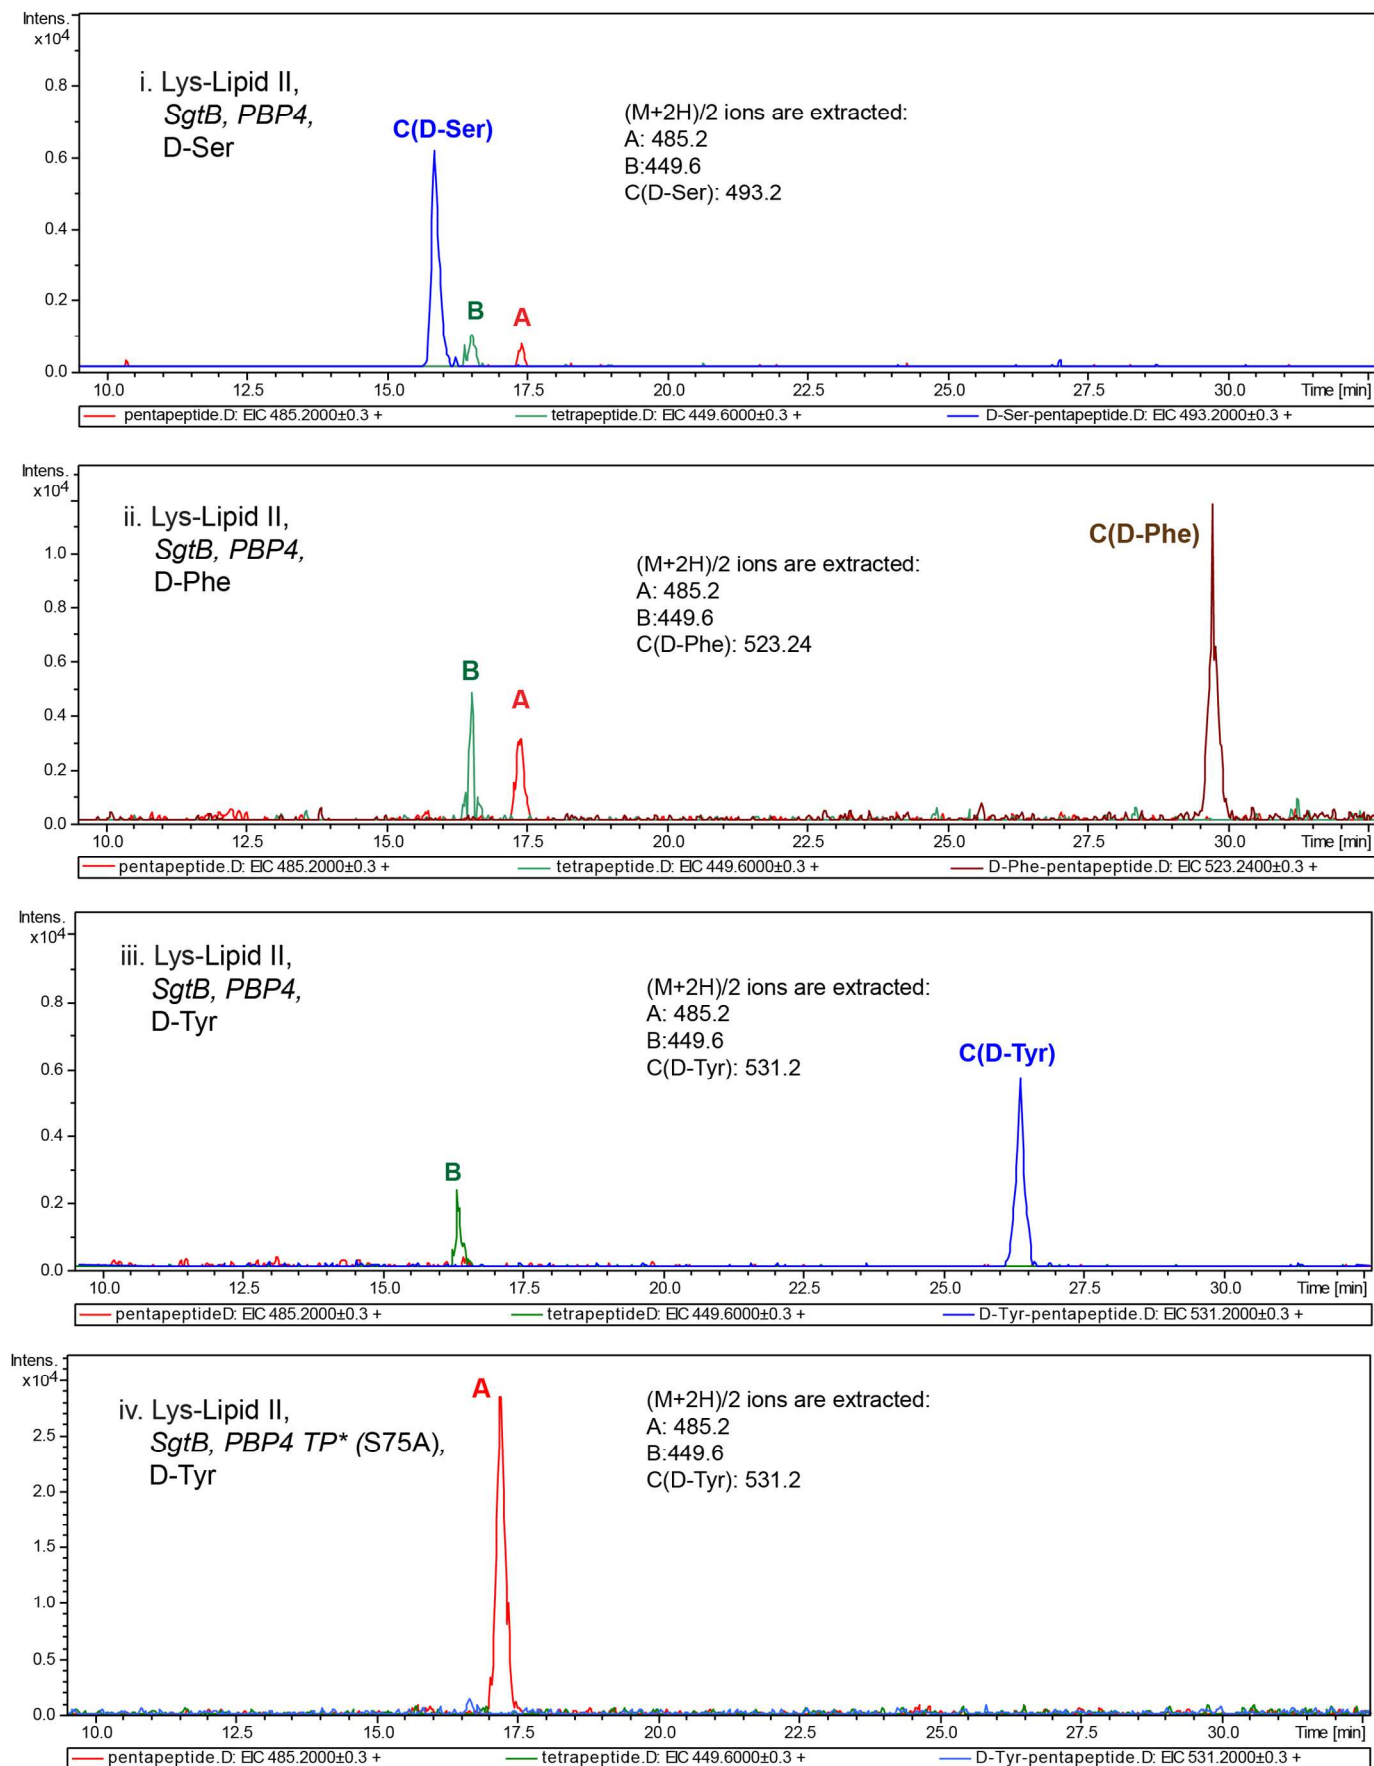 Intens.
x10⁴
0.8
0.6
0.4
0.2
0.0
i. Lys-Lipid II,
SgtB, PBP4,
D-Ser
C(D-Ser)
B
A
(M+2H)/2 ions are extracted:
A: 485.2
B:449.6
C(D-Ser): 493.2
10.0 12.5 15.0 17.5 20.0 22.5 25.0 27.5 30.0 Time [min]
pentapeptide.D: EIC 485.2000±0.3 + tetrapeptide.D: EIC 449.6000±0.3 + D-Ser-pentapeptide.D: EIC 493.2000±0.3 +
Intens.
x10⁴
1.0
0.8
0.6
0.4
0.2
0.0
ii. Lys-Lipid II,
SgtB, PBP4,
D-Phe
B
A
(M+2H)/2 ions are extracted:
A: 485.2
B:449.6
C(D-Phe): 523.24
C(D-Phe)
10.0 12.5 15.0 17.5 20.0 22.5 25.0 27.5 30.0 Time [min]
pentapeptide.D: EIC 485.2000±0.3 + tetrapeptide.D: EIC 449.6000±0.3 + D-Phe-pentapeptide.D: EIC 523.2400±0.3 +
Intens.
x10⁴
0.8
0.6
0.4
0.2
0.0
iii. Lys-Lipid II,
SgtB, PBP4,
D-Tyr
B
(M+2H)/2 ions are extracted:
A: 485.2
B:449.6
C(D-Tyr): 531.2
C(D-Tyr)
10.0 12.5 15.0 17.5 20.0 22.5 25.0 27.5 30.0 Time [min]
pentapeptideD: EIC 485.2000±0.3 + tetrapeptideD: EIC 449.6000±0.3 + D-Tyr-pentapeptide.D: EIC 531.2000±0.3 +
Intens.
x10⁴
2.5
2.0
1.5
1.0
0.5
0.0
iv. Lys-Lipid II,
SgtB, PBP4 TP* (S75A),
D-Tyr
A
(M+2H)/2 ions are extracted:
A: 485.2
B:449.6
C(D-Tyr): 531.2
10.0 12.5 15.0 17.5 20.0 22.5 25.0 27.5 30.0 Time [min]
pentapeptide.D: EIC 485.2000±0.3 + tetrapeptide.D: EIC 449.6000±0.3 + D-Tyr-pentapeptide.D: EIC 531.2000±0.3 +